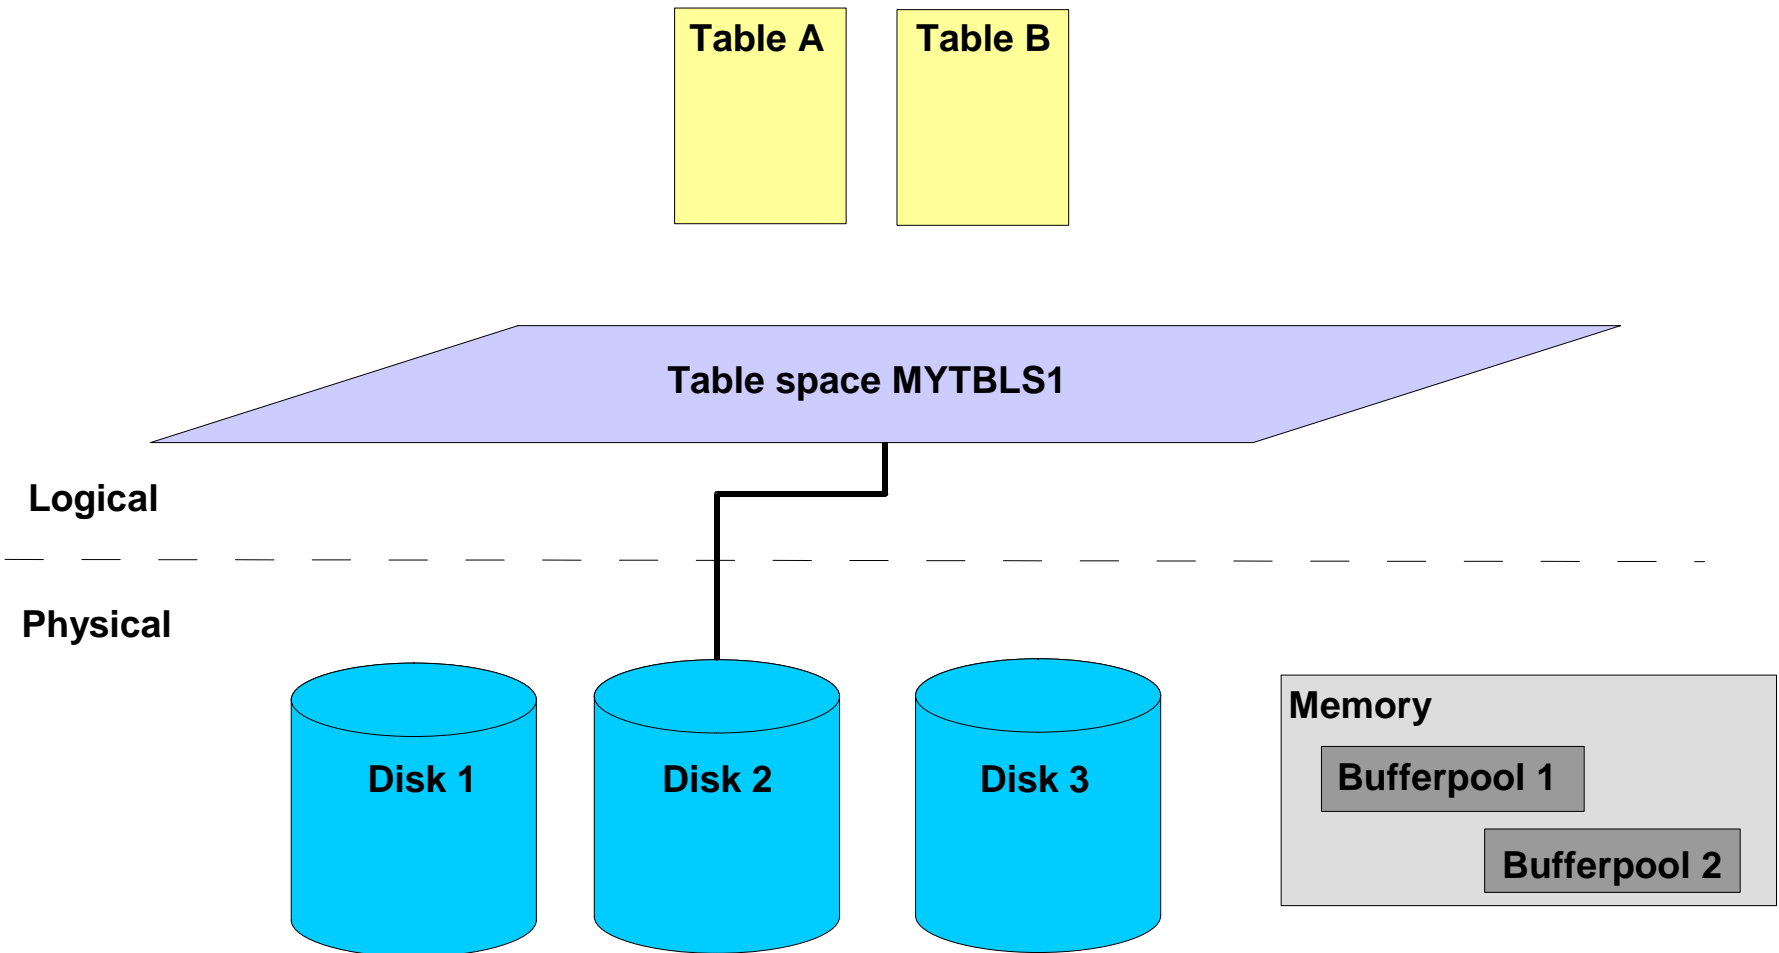 Table A
Table B
Table space MYTBLS1
Logical
Physical
Disk 1
Disk 2
Disk 3
Memory
Bufferpool 1
Bufferpool 2